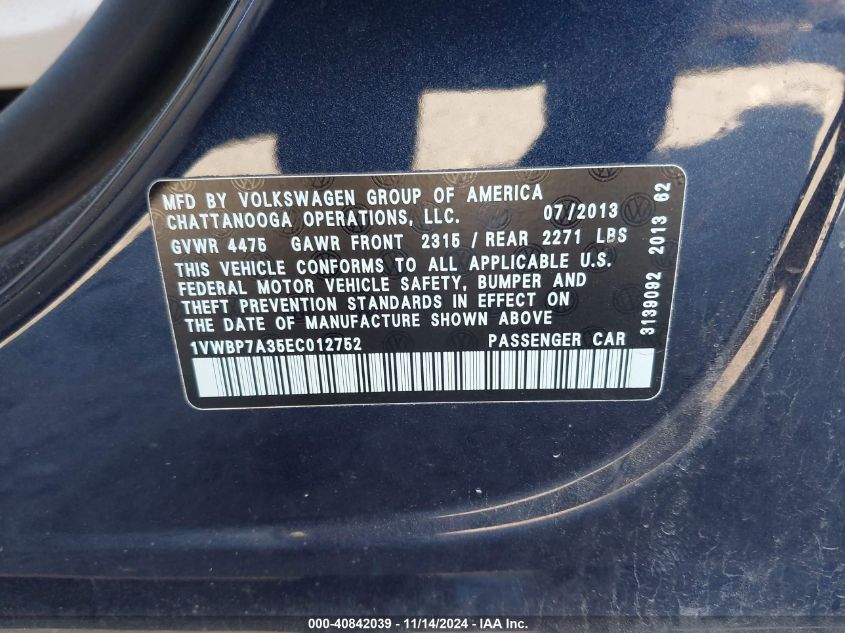 MFD BY VOLKSWAGEN GROUP OF AMERICA
CHATTANOOGA OPERATIONS, LLC. 07/2013
GVWR 4475 GAWR FRONT 2315 / REAR 2271 LBS
THIS VEHICLE CONFORMS TO ALL APPLICABLE U.S.
FEDERAL MOTOR VEHICLE SAFETY, BUMPER AND
THEFT PREVENTION STANDARDS IN EFFECT ON
THE DATE OF MANUFACTURE SHOWN ABOVE
1VWBP7A35EC012752 PASSENGER CAR
3139092 2013 62
000-40842039 - 11/14/2024 - IAA Inc.